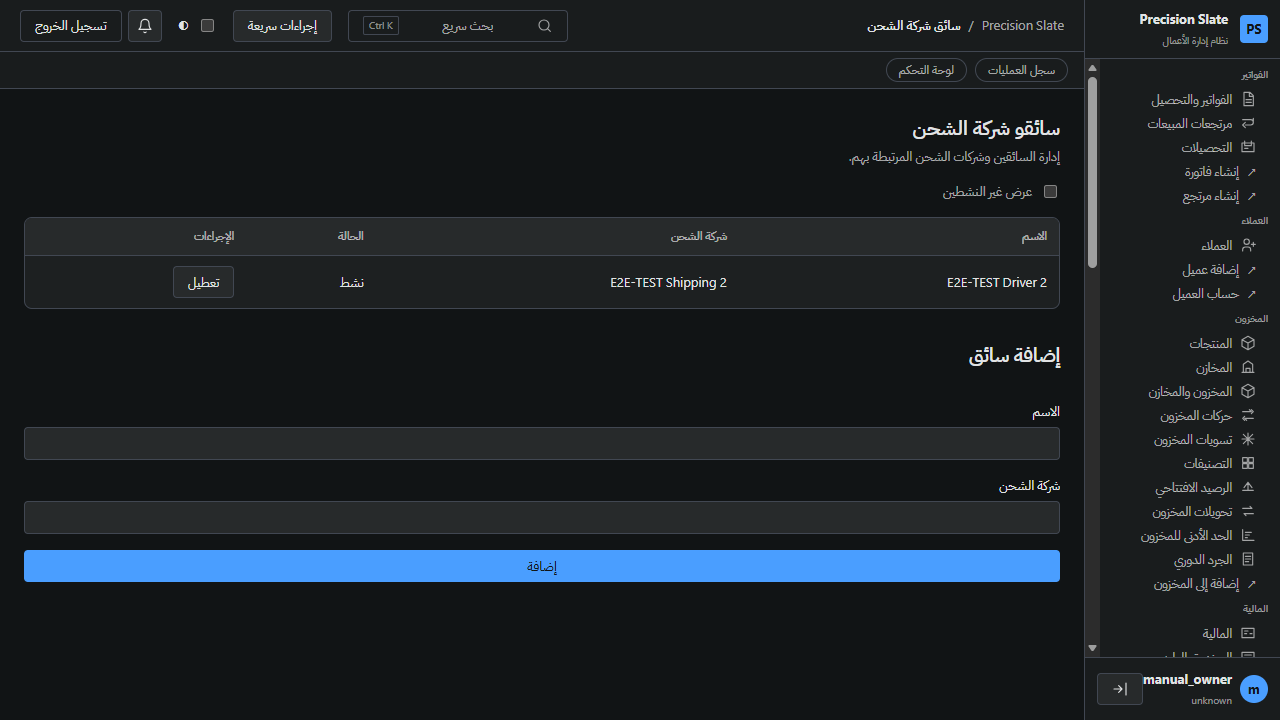 Precision Slate
نظام إدارة الأعمال
PS
Precision Slate / سائق شركة الشحن
بحث سريع
Ctrl K
إجراءات سريعة
تسجيل الخروج
سجل العمليات
لوحة التحكم
الفواتير
الفواتير والتحصيل
مرتجعات المبيعات
التحصيلات
إنشاء فاتورة
إنشاء مرتجع
العملاء
العملاء
إضافة عميل
حساب العميل
المخزون
المنتجات
المخازن
المخزون والمخازن
حركات المخزون
تسويات المخزون
التصنيفات
الرصيد الافتتاحي
تحويلات المخزون
الحد الأدنى للمخزون
الجرد الدوري
إضافة إلى المخزون
المالية
المالية
manual_owner
unknown
m
سائقو شركة الشحن
إدارة السائقين وشركات الشحن المرتبطة بهم.
عرض غير النشطين
الاسم شركة الشحن الحالة الإجراءات
E2E-TEST Driver 2 E2E-TEST Shipping 2 نشط تعطيل
إضافة سائق
الاسم
شركة الشحن
إضافة